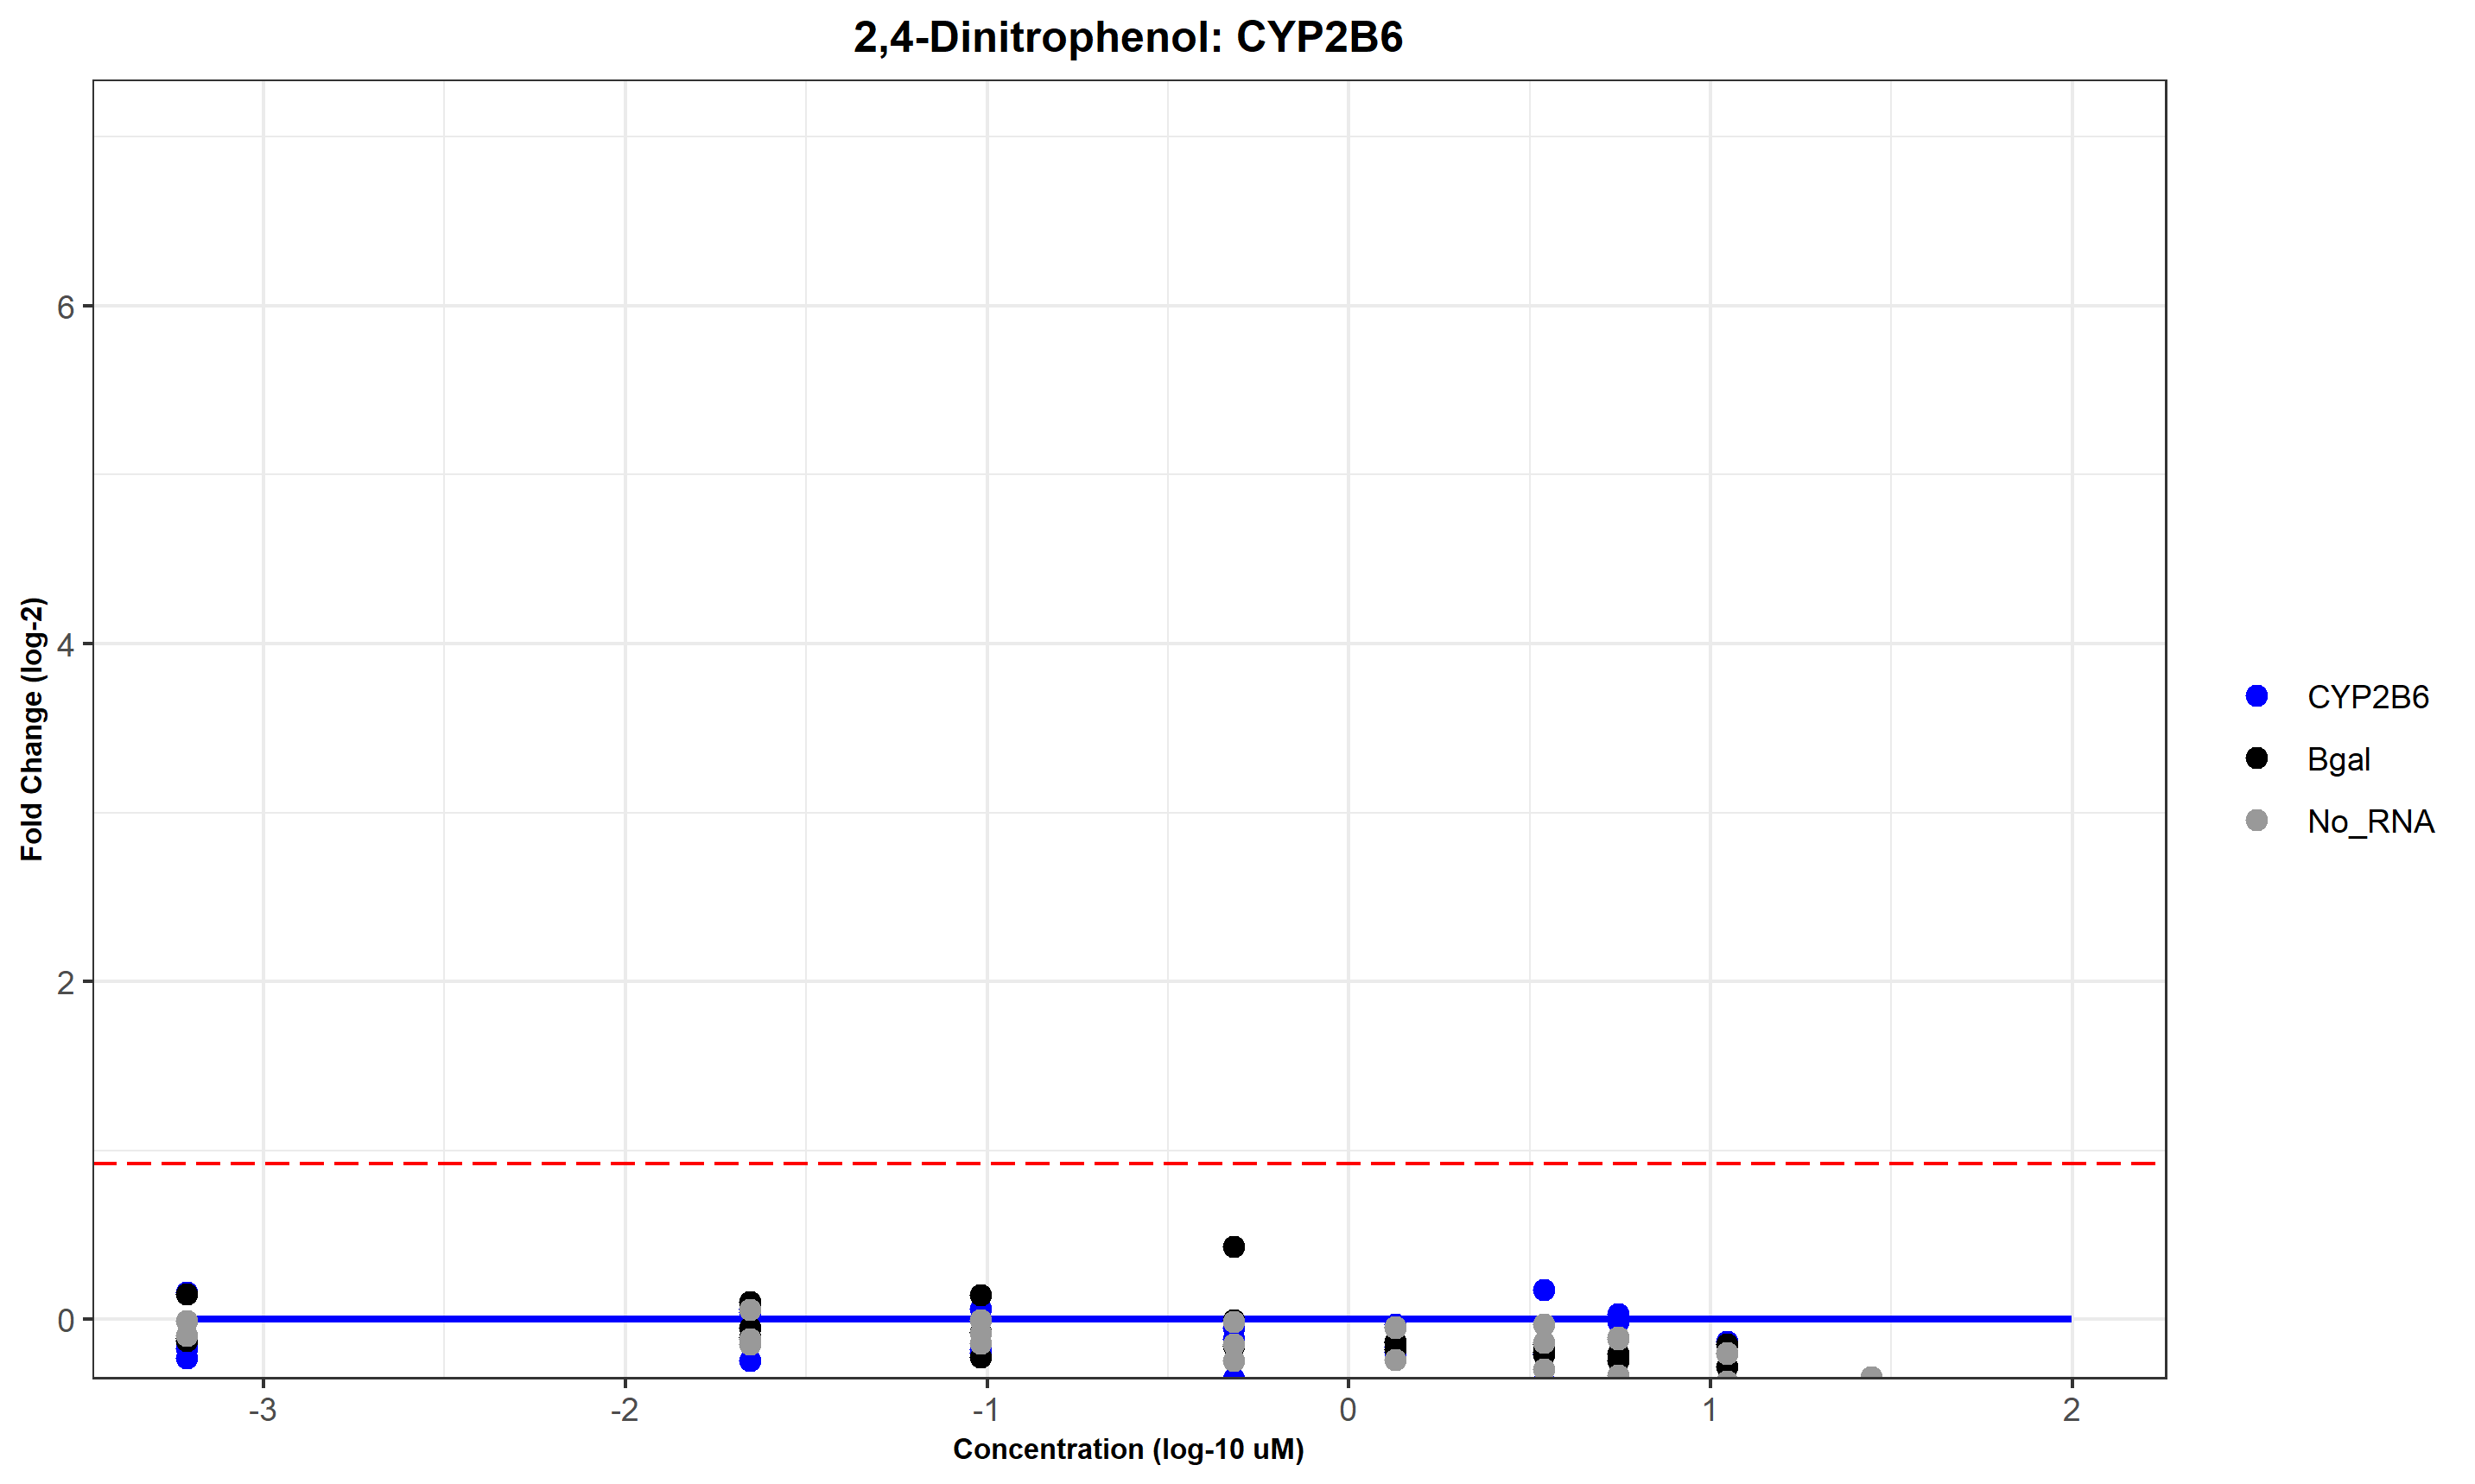 2,4-Dinitrophenol: CYP2B6
Fold Change (log-2)
6
4
2
0
-3
-2
-1
0
1
2
Concentration (log-10 uM)
CYP2B6
Bgal
No_RNA